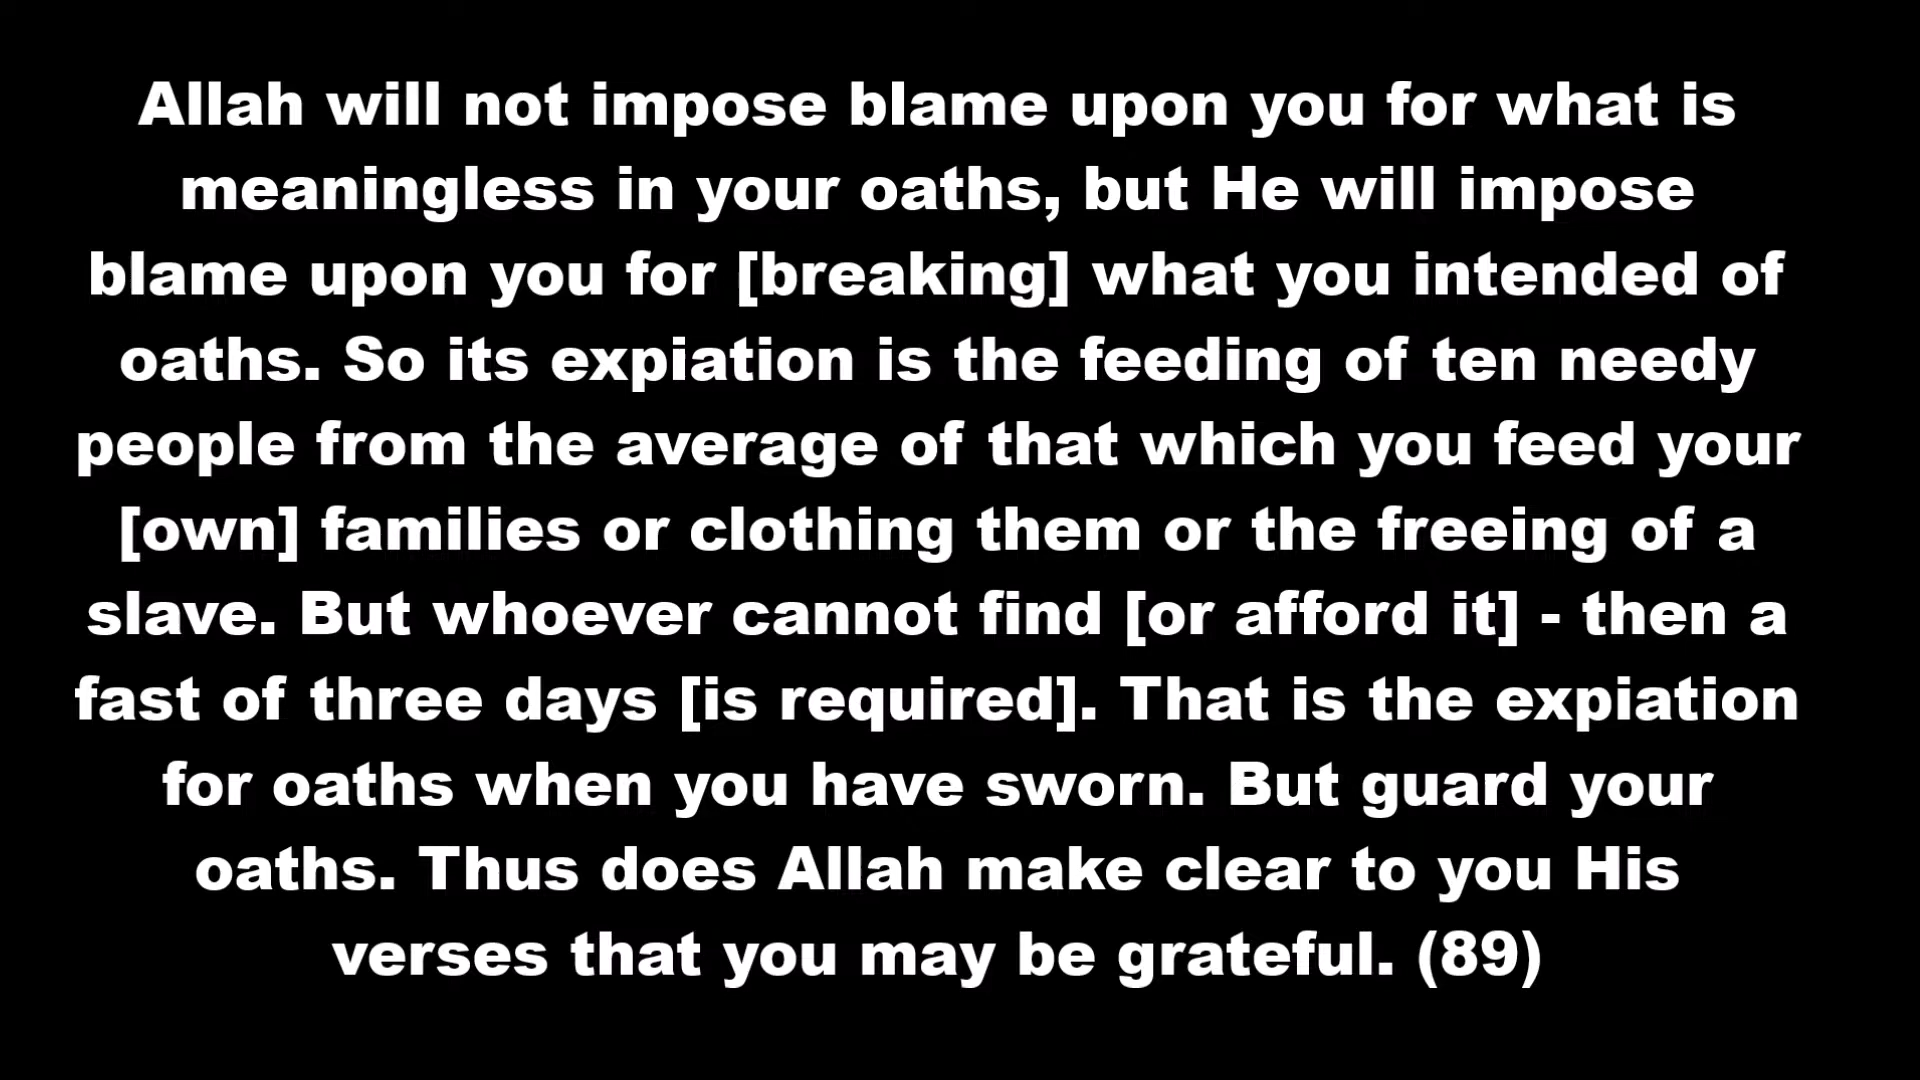 Allah will not impose blame upon you for what is
meaningless in your oaths, but He will impose
blame upon you for [breaking] what you intended of
oaths. So its expiation is the feeding of ten needy
people from the average of that which you feed your
[own] families or clothing them or the freeing of a
slave. But whoever cannot find [or afford it] - then a
fast of three days [is required]. That is the expiation
for oaths when you have sworn. But guard your
oaths. Thus does Allah make clear to you His
verses that you may be grateful. (89)